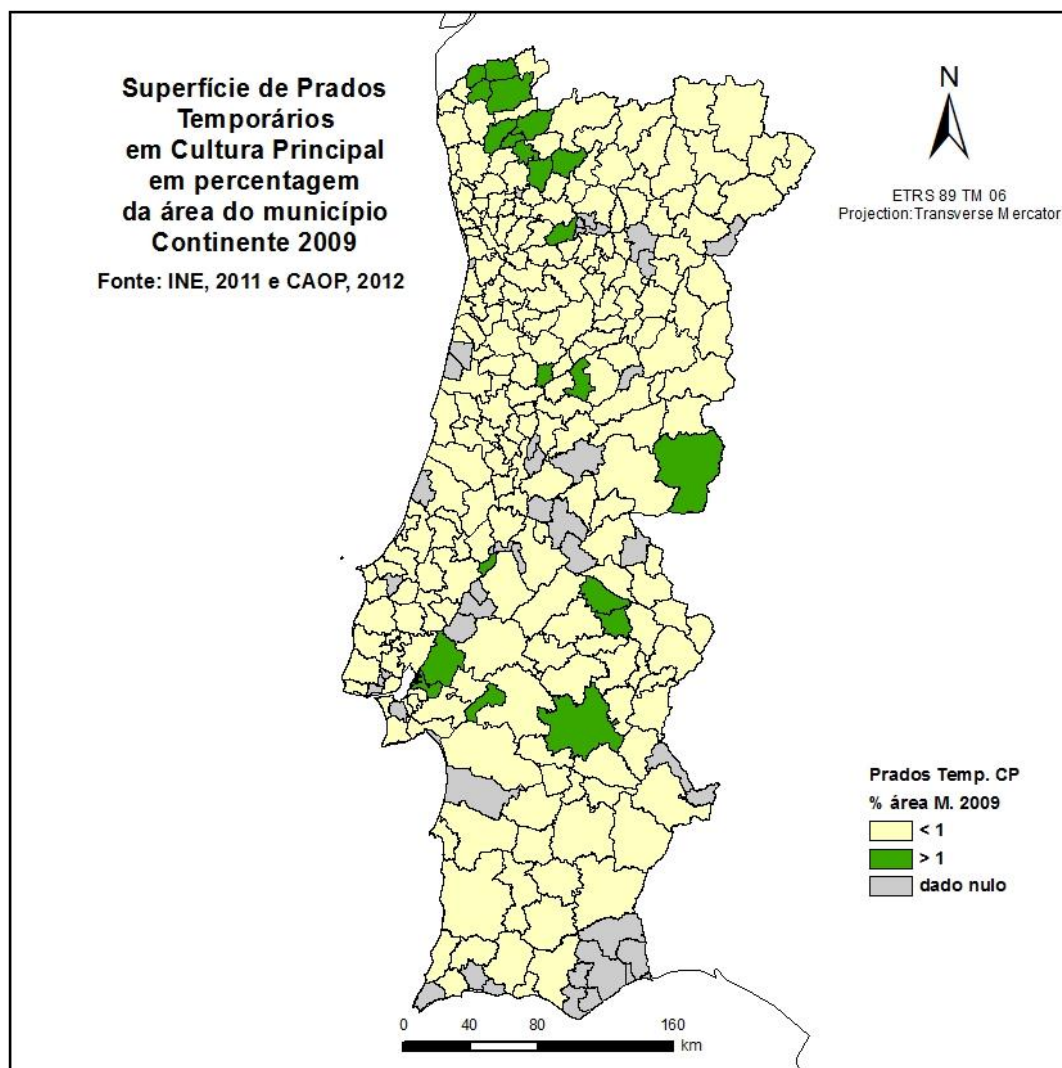 Superfície de Prados
Temporários
em Cultura Principal
em percentagem
da área do município
Continente 2009
Fonte: INE, 2011 e CAOP, 2012
N
ETRS 89 TM 06
Projection: Transverse Mercator
Prados Temp. CP
% área M. 2009
< 1
> 1
dado nulo
0 40 80 160
km